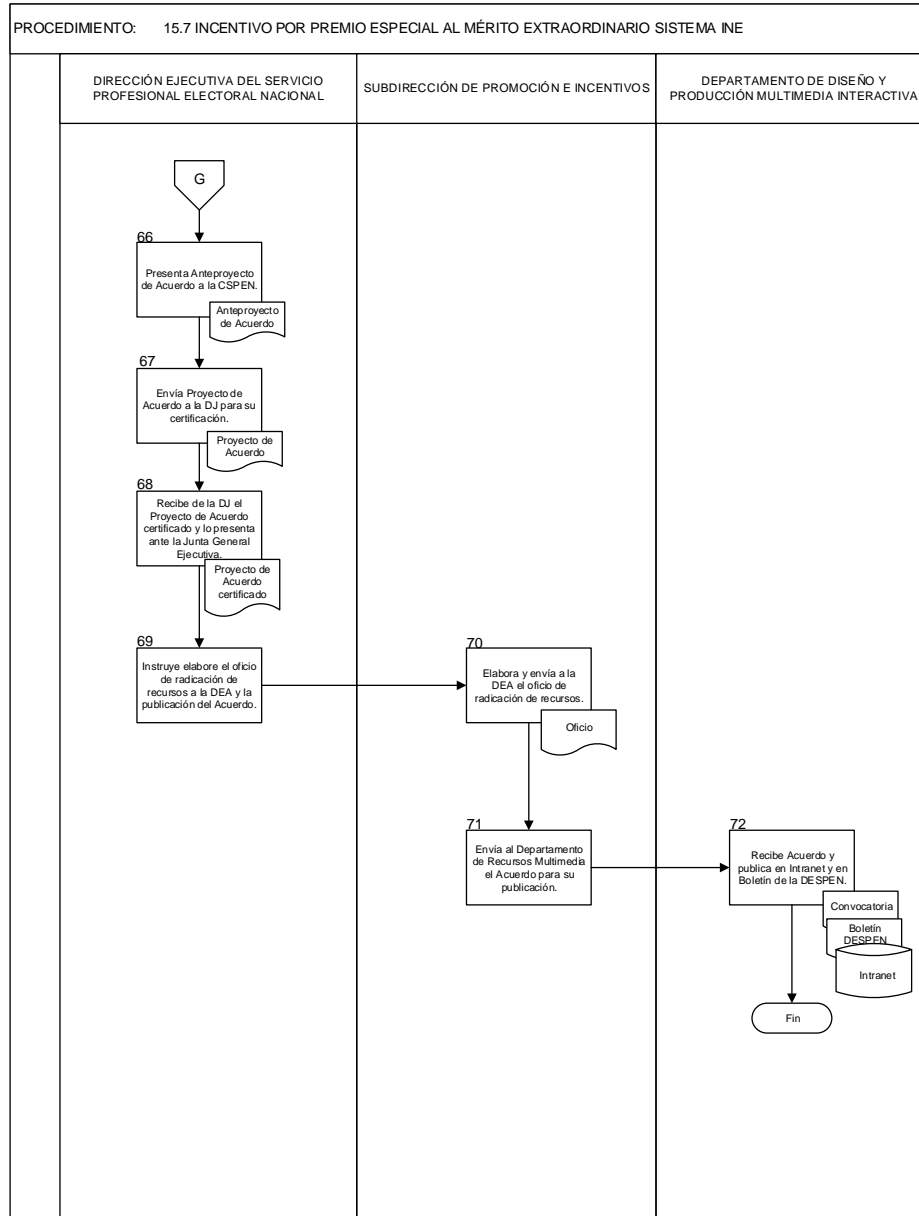 PROCEDIMIENTO: 15.7 INCENTIVO POR PREMIO ESPECIAL AL MÉRITO EXTRAORDINARIO SISTEMA INE
DIRECCIÓN EJECUTIVA DEL SERVICIO
PROFESIONAL ELECTORAL NACIONAL
SUBDIRECCIÓN DE PROMOCIÓN E INCENTIVOS
DEPARTAMENTO DE DISEÑO Y
PRODUCCIÓN MULTIMEDIA INTERACTIVA
G
66
Presenta Anteproyecto
de Acuerdo a la CSPEN.
Anteproyecto
de Acuerdo
67
Envía Proyecto de
Acuerdo a la DJ para su
certificación.
Proyecto de
Acuerdo
68
Recibe de la DJ el
Proyecto de Acuerdo
certificado y lo presenta
ante la Junta General
Ejecutiva.
Proyecto de
Acuerdo
certificado
69
Instruye elabore el oficio
de radicación de
recursos a la DEA y la
publicación del Acuerdo.
70
Elabora y envía a la
DEA el oficio de
radicación de recursos.
Oficio
71
Envía al Departamento
de Recursos Multimedia
el Acuerdo para su
publicación.
72
Recibe Acuerdo y
publica en Intranet y en
Boletín de la DESPEN.
Convocatoria
Boletín
DESPEN
Intranet
Fin